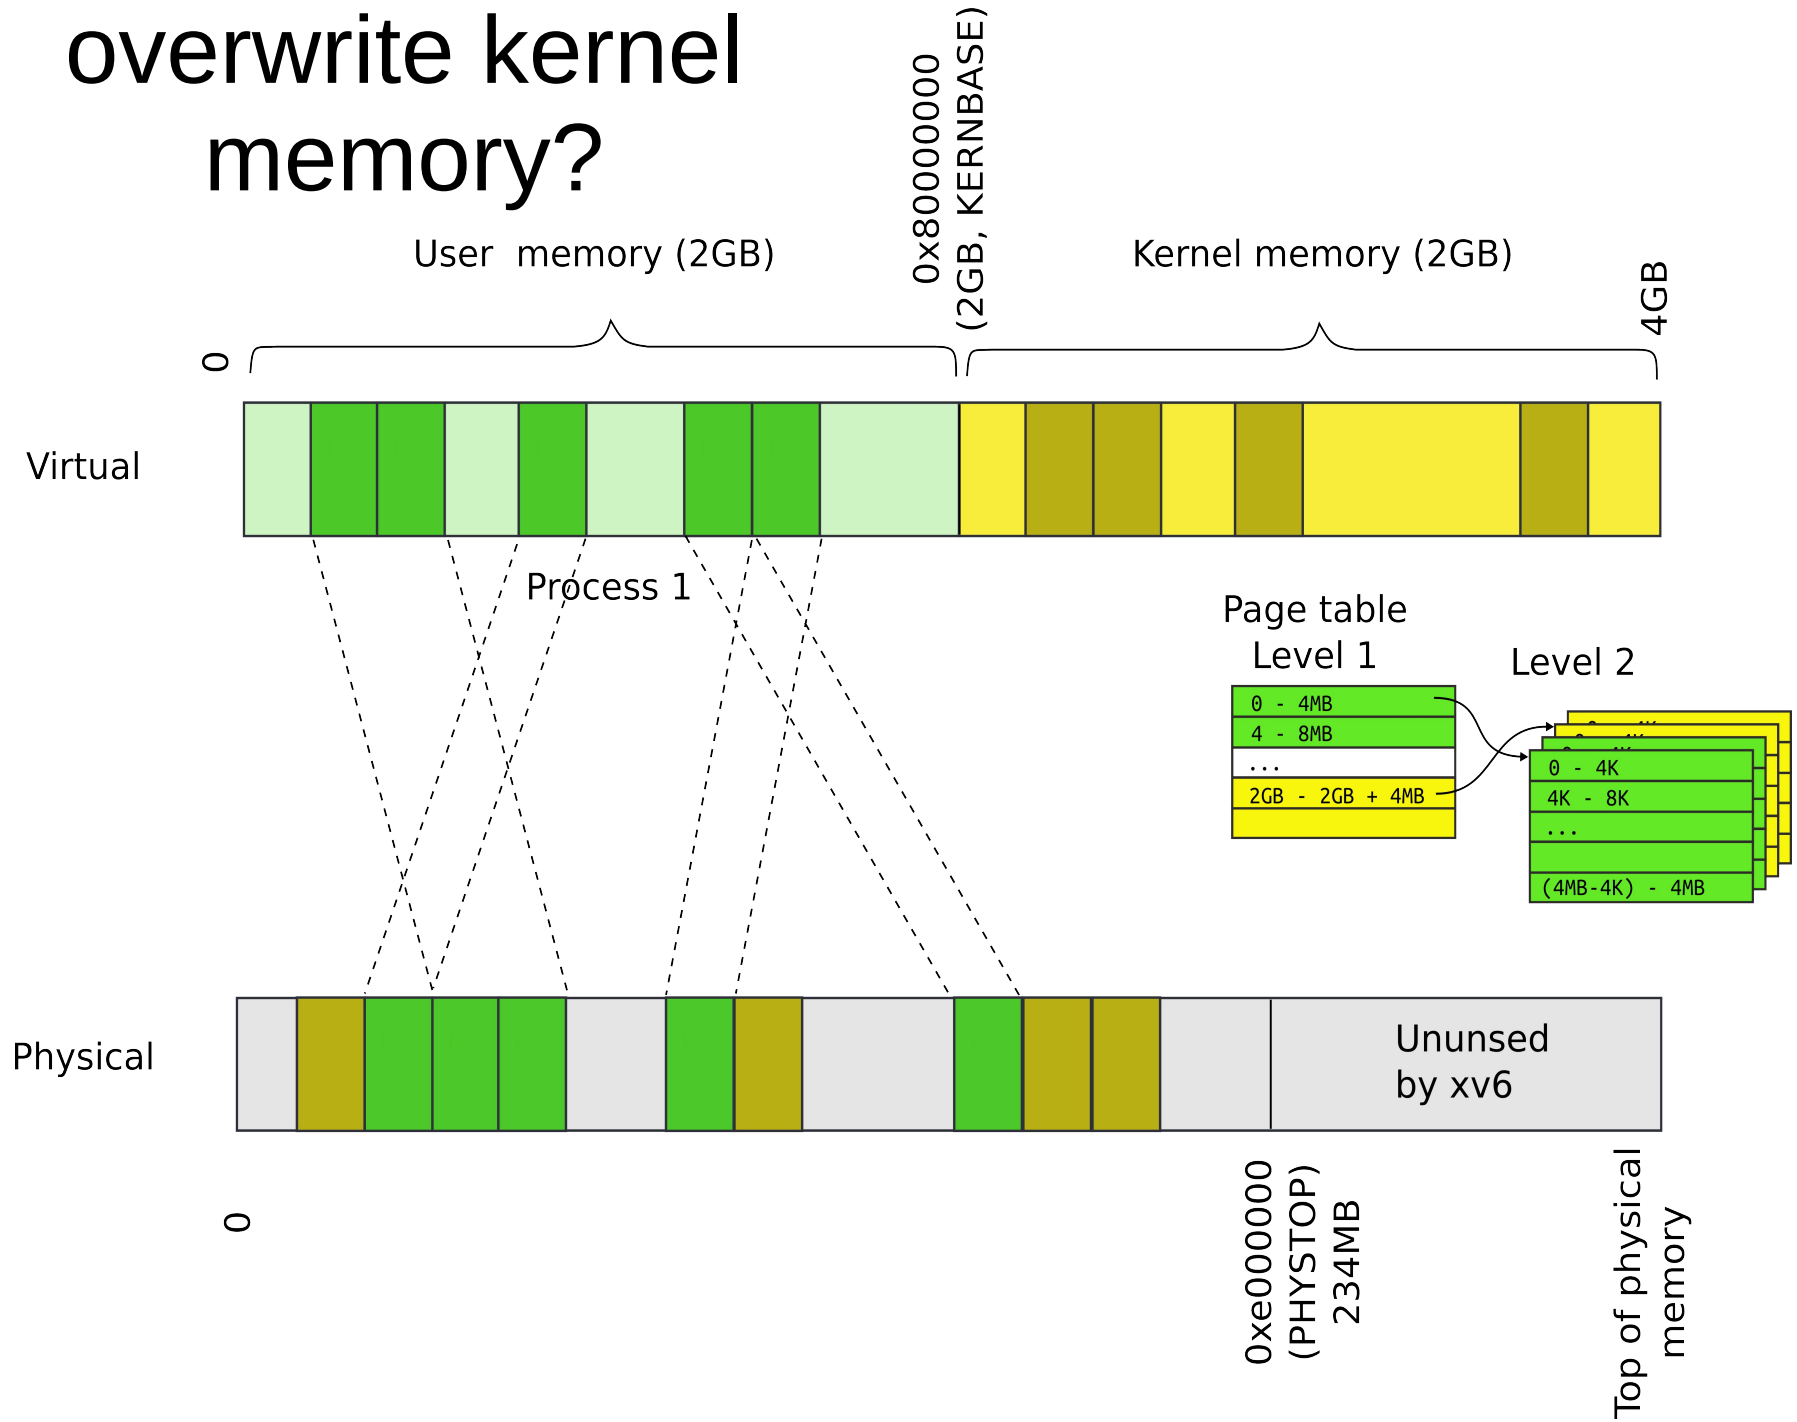 overwrite kernel
memory?
0x80000000
(2GB, KERNBASE)
User memory (2GB)
Kernel memory (2GB)
4GB
0
Virtual
Process 1
Page table
Level 1
Level 2
0 - 4MB
4 - 8MB
...
2GB - 2GB + 4MB
0 - 4K
4K - 8K
...
(4MB-4K) - 4MB
Physical
Ununsed
by xv6
0
0xe000000
(PHYSTOP)
234MB
Top of physical
memory